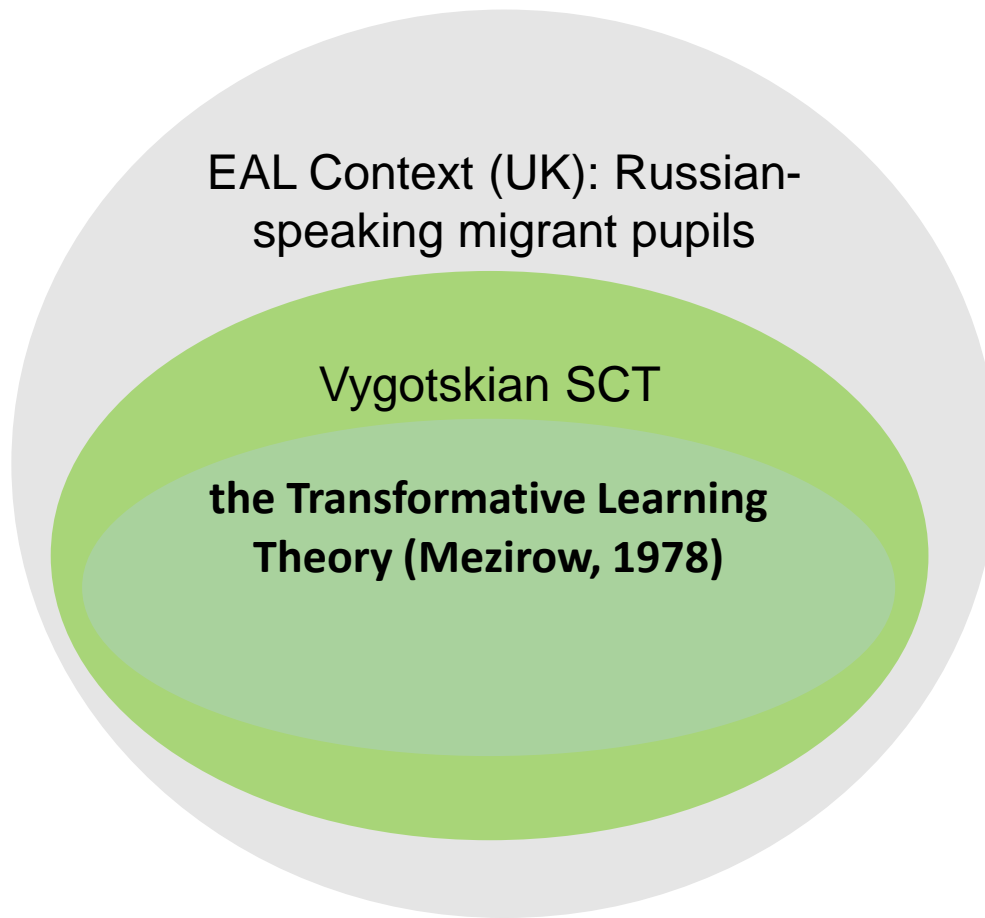 EAL Context (UK): Russian-
speaking migrant pupils
Vygotskian SCT
the Transformative Learning
Theory (Mezirow, 1978)